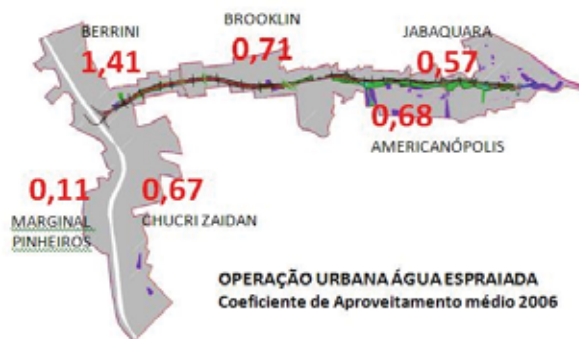 BROOKLIN
BERRINI
JABAQUARA
1,41
0,71
0,57
0,68
AMERICANÓPOLIS
0,11
0,67
MARGINAL
PINHEIROS
CHUCRI ZAIDAN
OPERAÇÃO URBANA ÁGUA ESPRAIADA
Coeficiente de Aproveitamento médio 2006